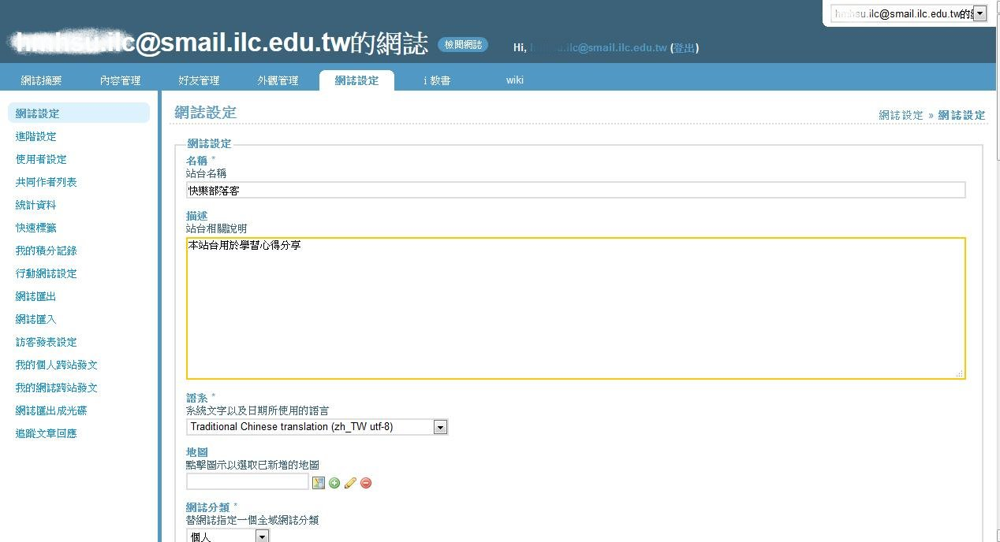 hmhsu.ilc@smail.ilc.edu.tw的
@smail.ilc.edu.tw的網誌 檢閱網誌 Hi, .ilc@smail.ilc.edu.tw (登出)
網誌摘要 內容管理 好友管理 外觀管理 網誌設定 i 教書 wiki
網誌設定
進階設定
使用者設定
共同作者列表
統計資料
快速標籤
我的積分記錄
行動網誌設定
網誌匯出
網誌匯入
訪客發表設定
我的個人跨站發文
我的網誌跨站發文
網誌匯出成光碟
追蹤文章回應
網誌設定
網誌設定 » 網誌設定
網誌設定
名稱 *
站台名稱
快樂部落客
描述
站台相關說明
本站台用於學習心得分享
語系 *
系統文字以及日期所使用的語言
Traditional Chinese translation (zh_TW utf-8)
地圖
點擊圖示以選取已新增的地圖
網誌分類 *
替網誌指定一個全域網誌分類
個人